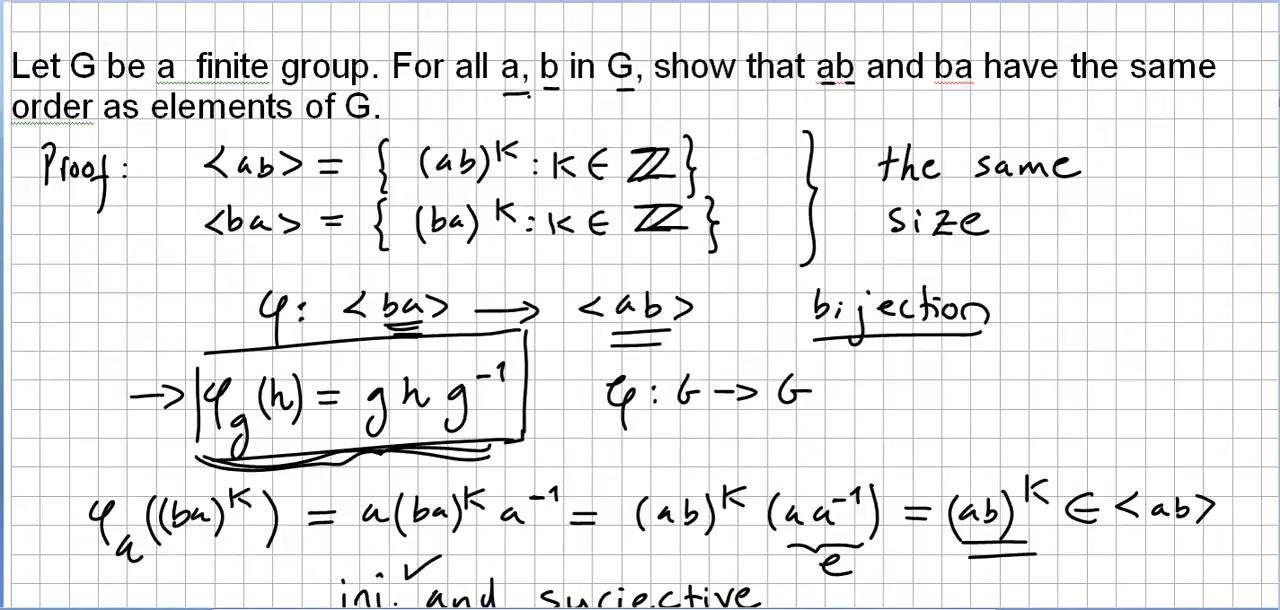 Let G be a finite group. For all a, b in G, show that ab and ba have the same
order as elements of G.
Proof: <ab> = { (ab)^K : K ∈ ℤ } } the same
<ba> = { (ba)^K : K ∈ ℤ } size
φ: <ba> → <ab> bijection
→ φ_g(h) = g h g^-1 φ: G → G
φ_a((ba)^K) = a(ba)^K a^-1 = (ab)^K (aa^-1) = (ab)^K ∈ <ab>
e
inj. ✓ and surjective